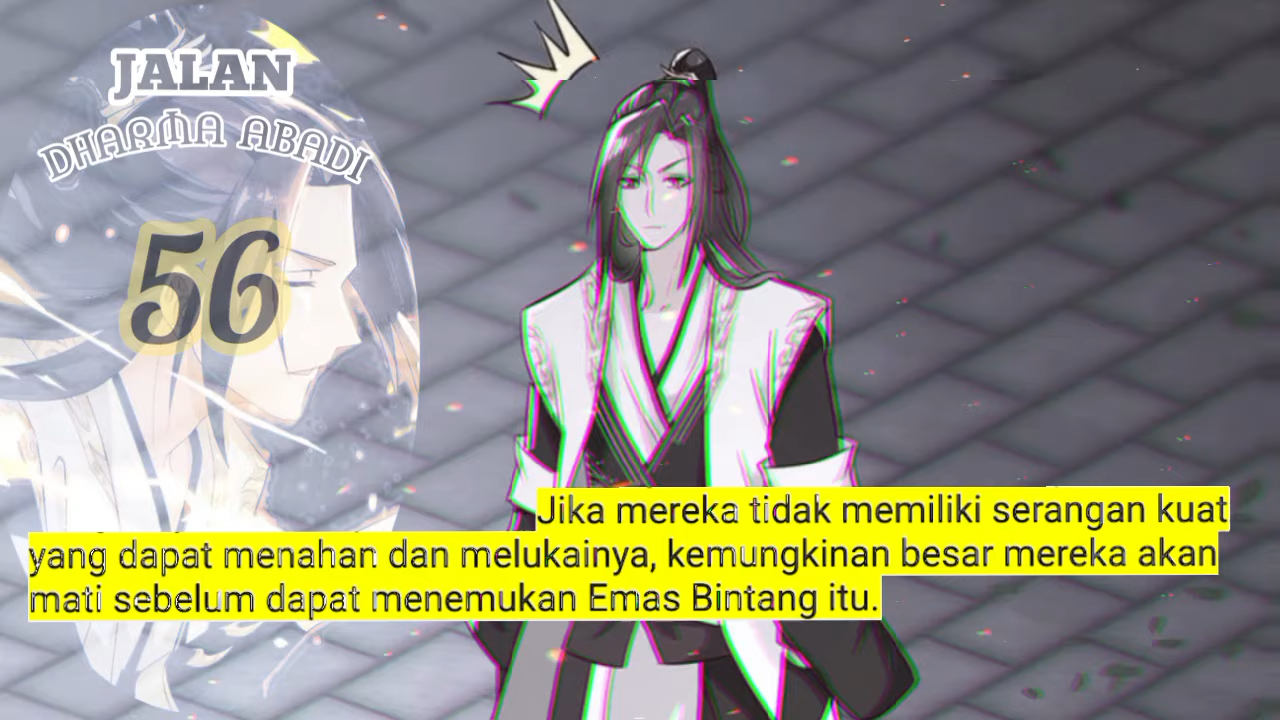 JALAN
DHARMA ABADI
56
Jika mereka tidak memiliki serangan kuat
yang dapat menahan dan melukainya, kemungkinan besar mereka akan
mati sebelum dapat menemukan Emas Bintang itu.